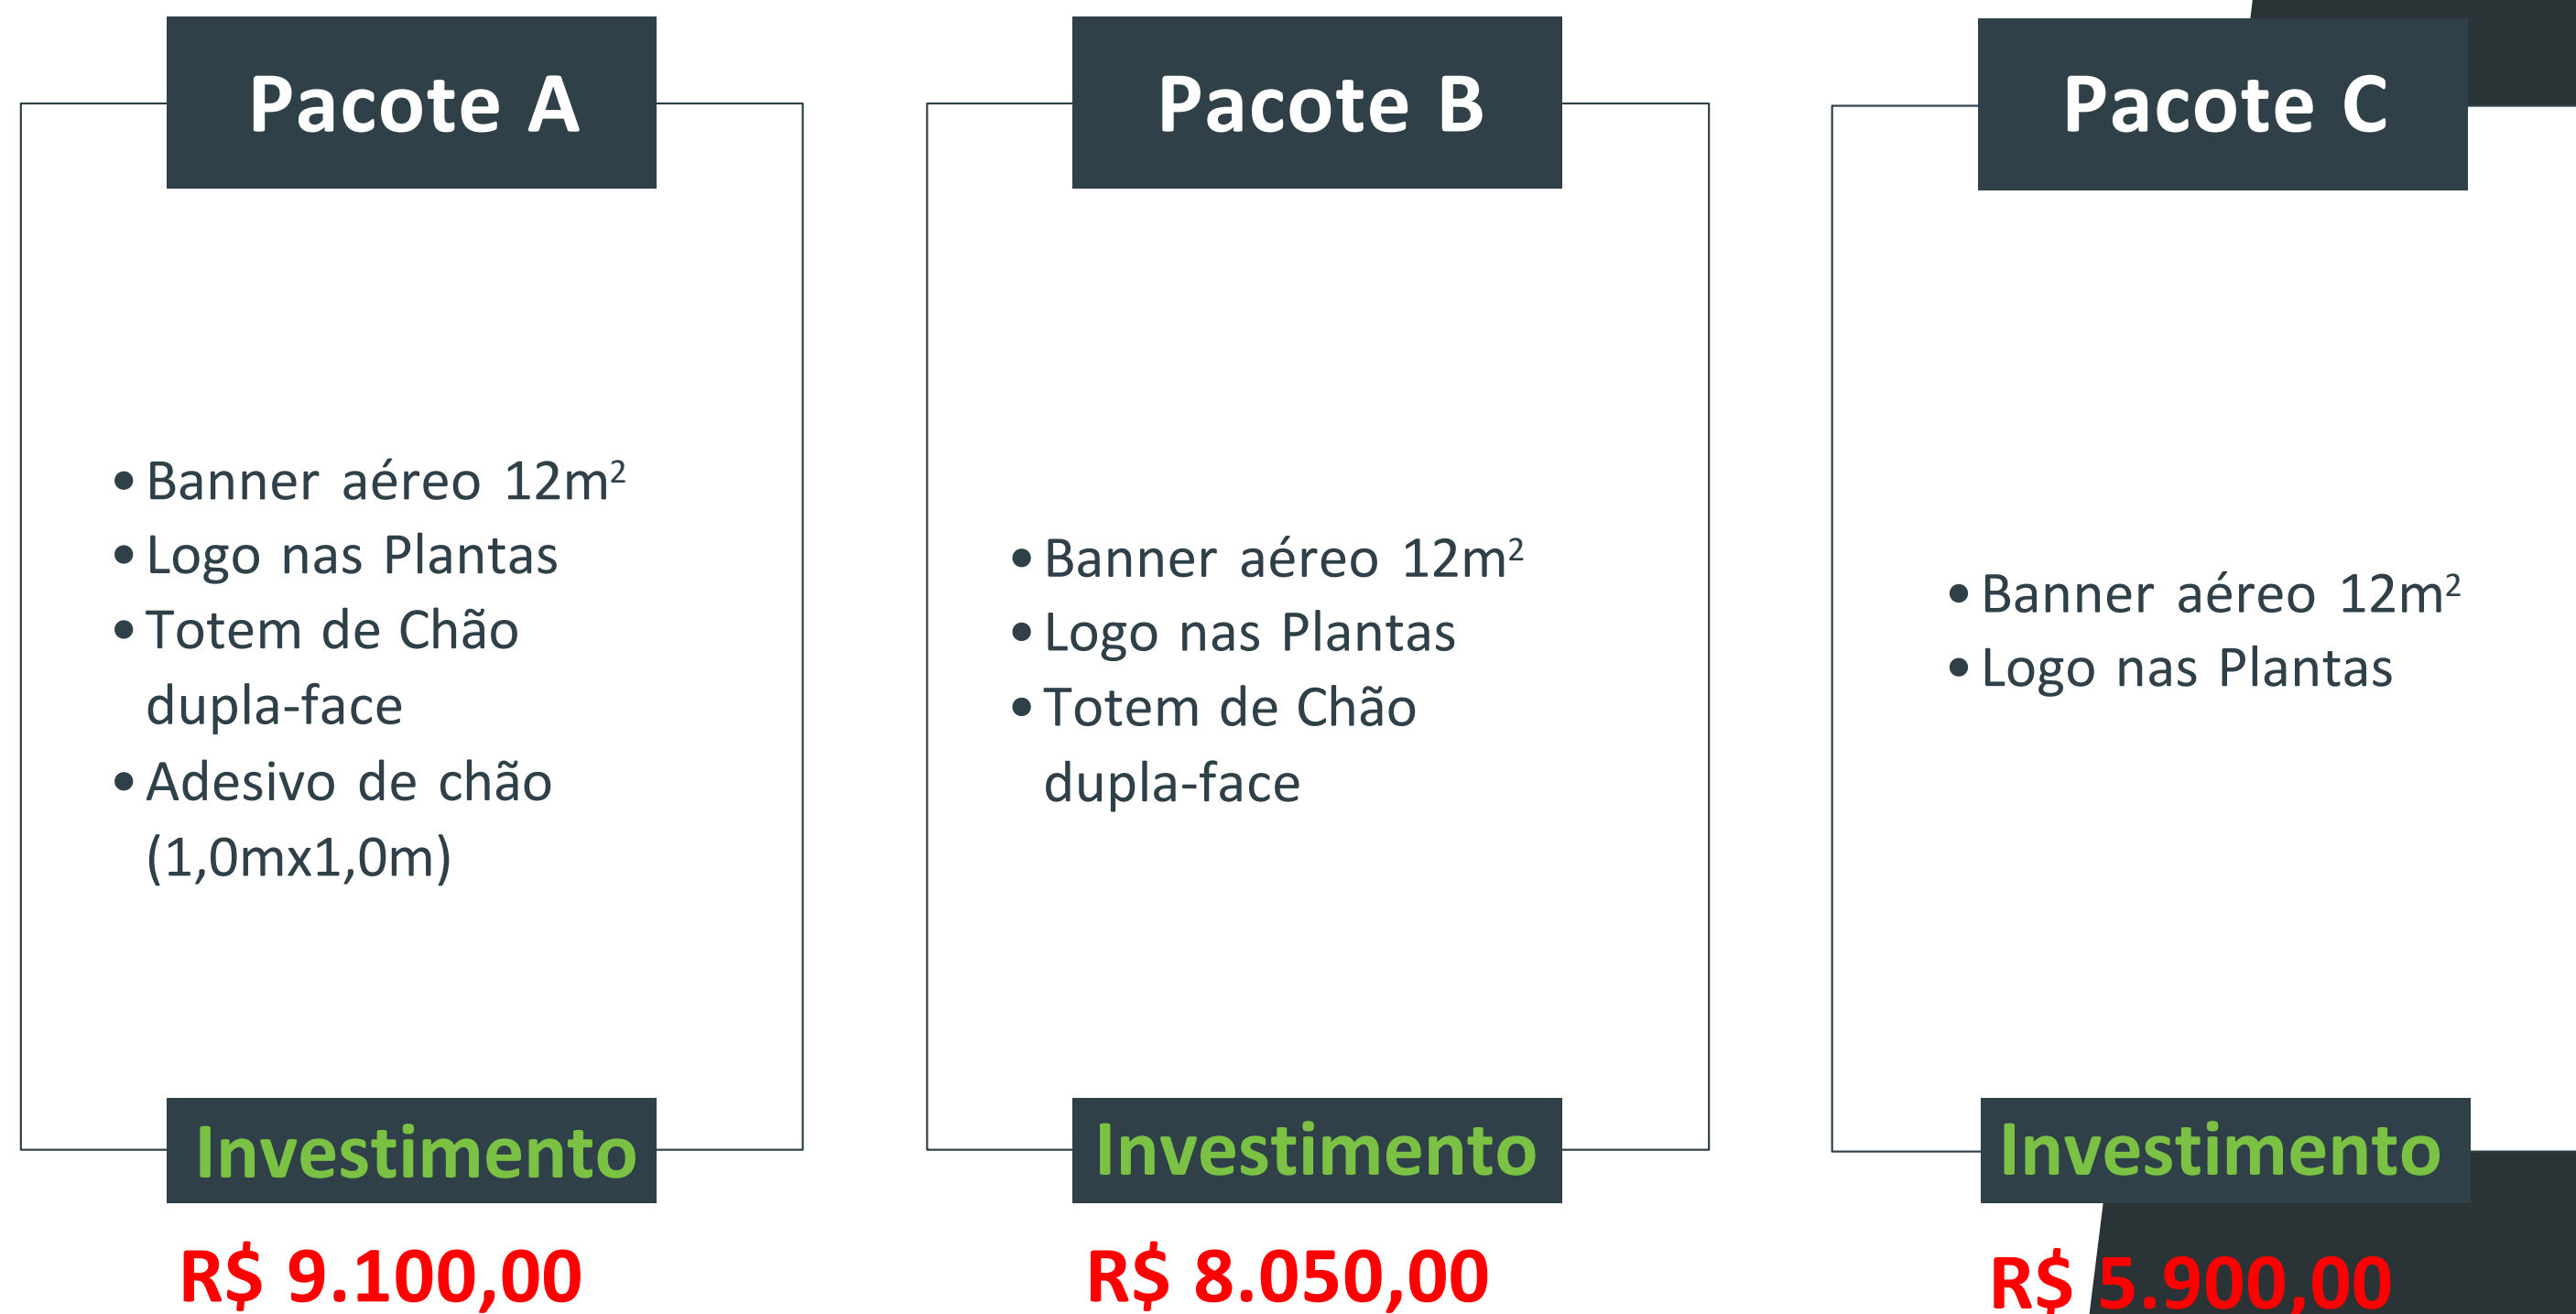 Pacote A
• Banner aéreo 12m²
• Logo nas Plantas
• Totem de Chão
dupla-face
• Adesivo de chão
(1,0mx1,0m)
Investimento
R$ 9.100,00
Pacote B
• Banner aéreo 12m²
• Logo nas Plantas
• Totem de Chão
dupla-face
Investimento
R$ 8.050,00
Pacote C
• Banner aéreo 12m²
• Logo nas Plantas
Investimento
R$ 5.900,00